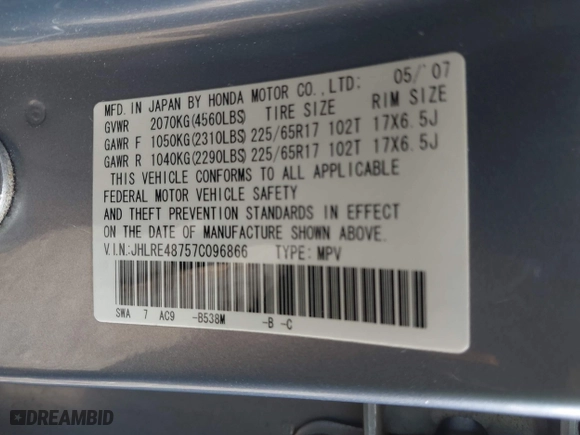 MFD. IN JAPAN BY HONDA MOTOR CO.,LTD: 05/'07
GVWR 2070KG(4560LBS) TIRE SIZE RIM SIZE
GAWR F 1050KG(2310LBS) 225/65R17 102T 17X6.5J
GAWR R 1040KG(2290LBS) 225/65R17 102T 17X6.5J
THIS VEHICLE CONFORMS TO ALL APPLICABLE
FEDERAL MOTOR VEHICLE SAFETY
AND THEFT PREVENTION STANDARDS IN EFFECT
ON THE DATE OF MANUFACTURE SHOWN ABOVE.
V.I.N:JHLRE48757C096866 TYPE: MPV
SWA 7 AC9 -B538M -B -C
DREAMBID